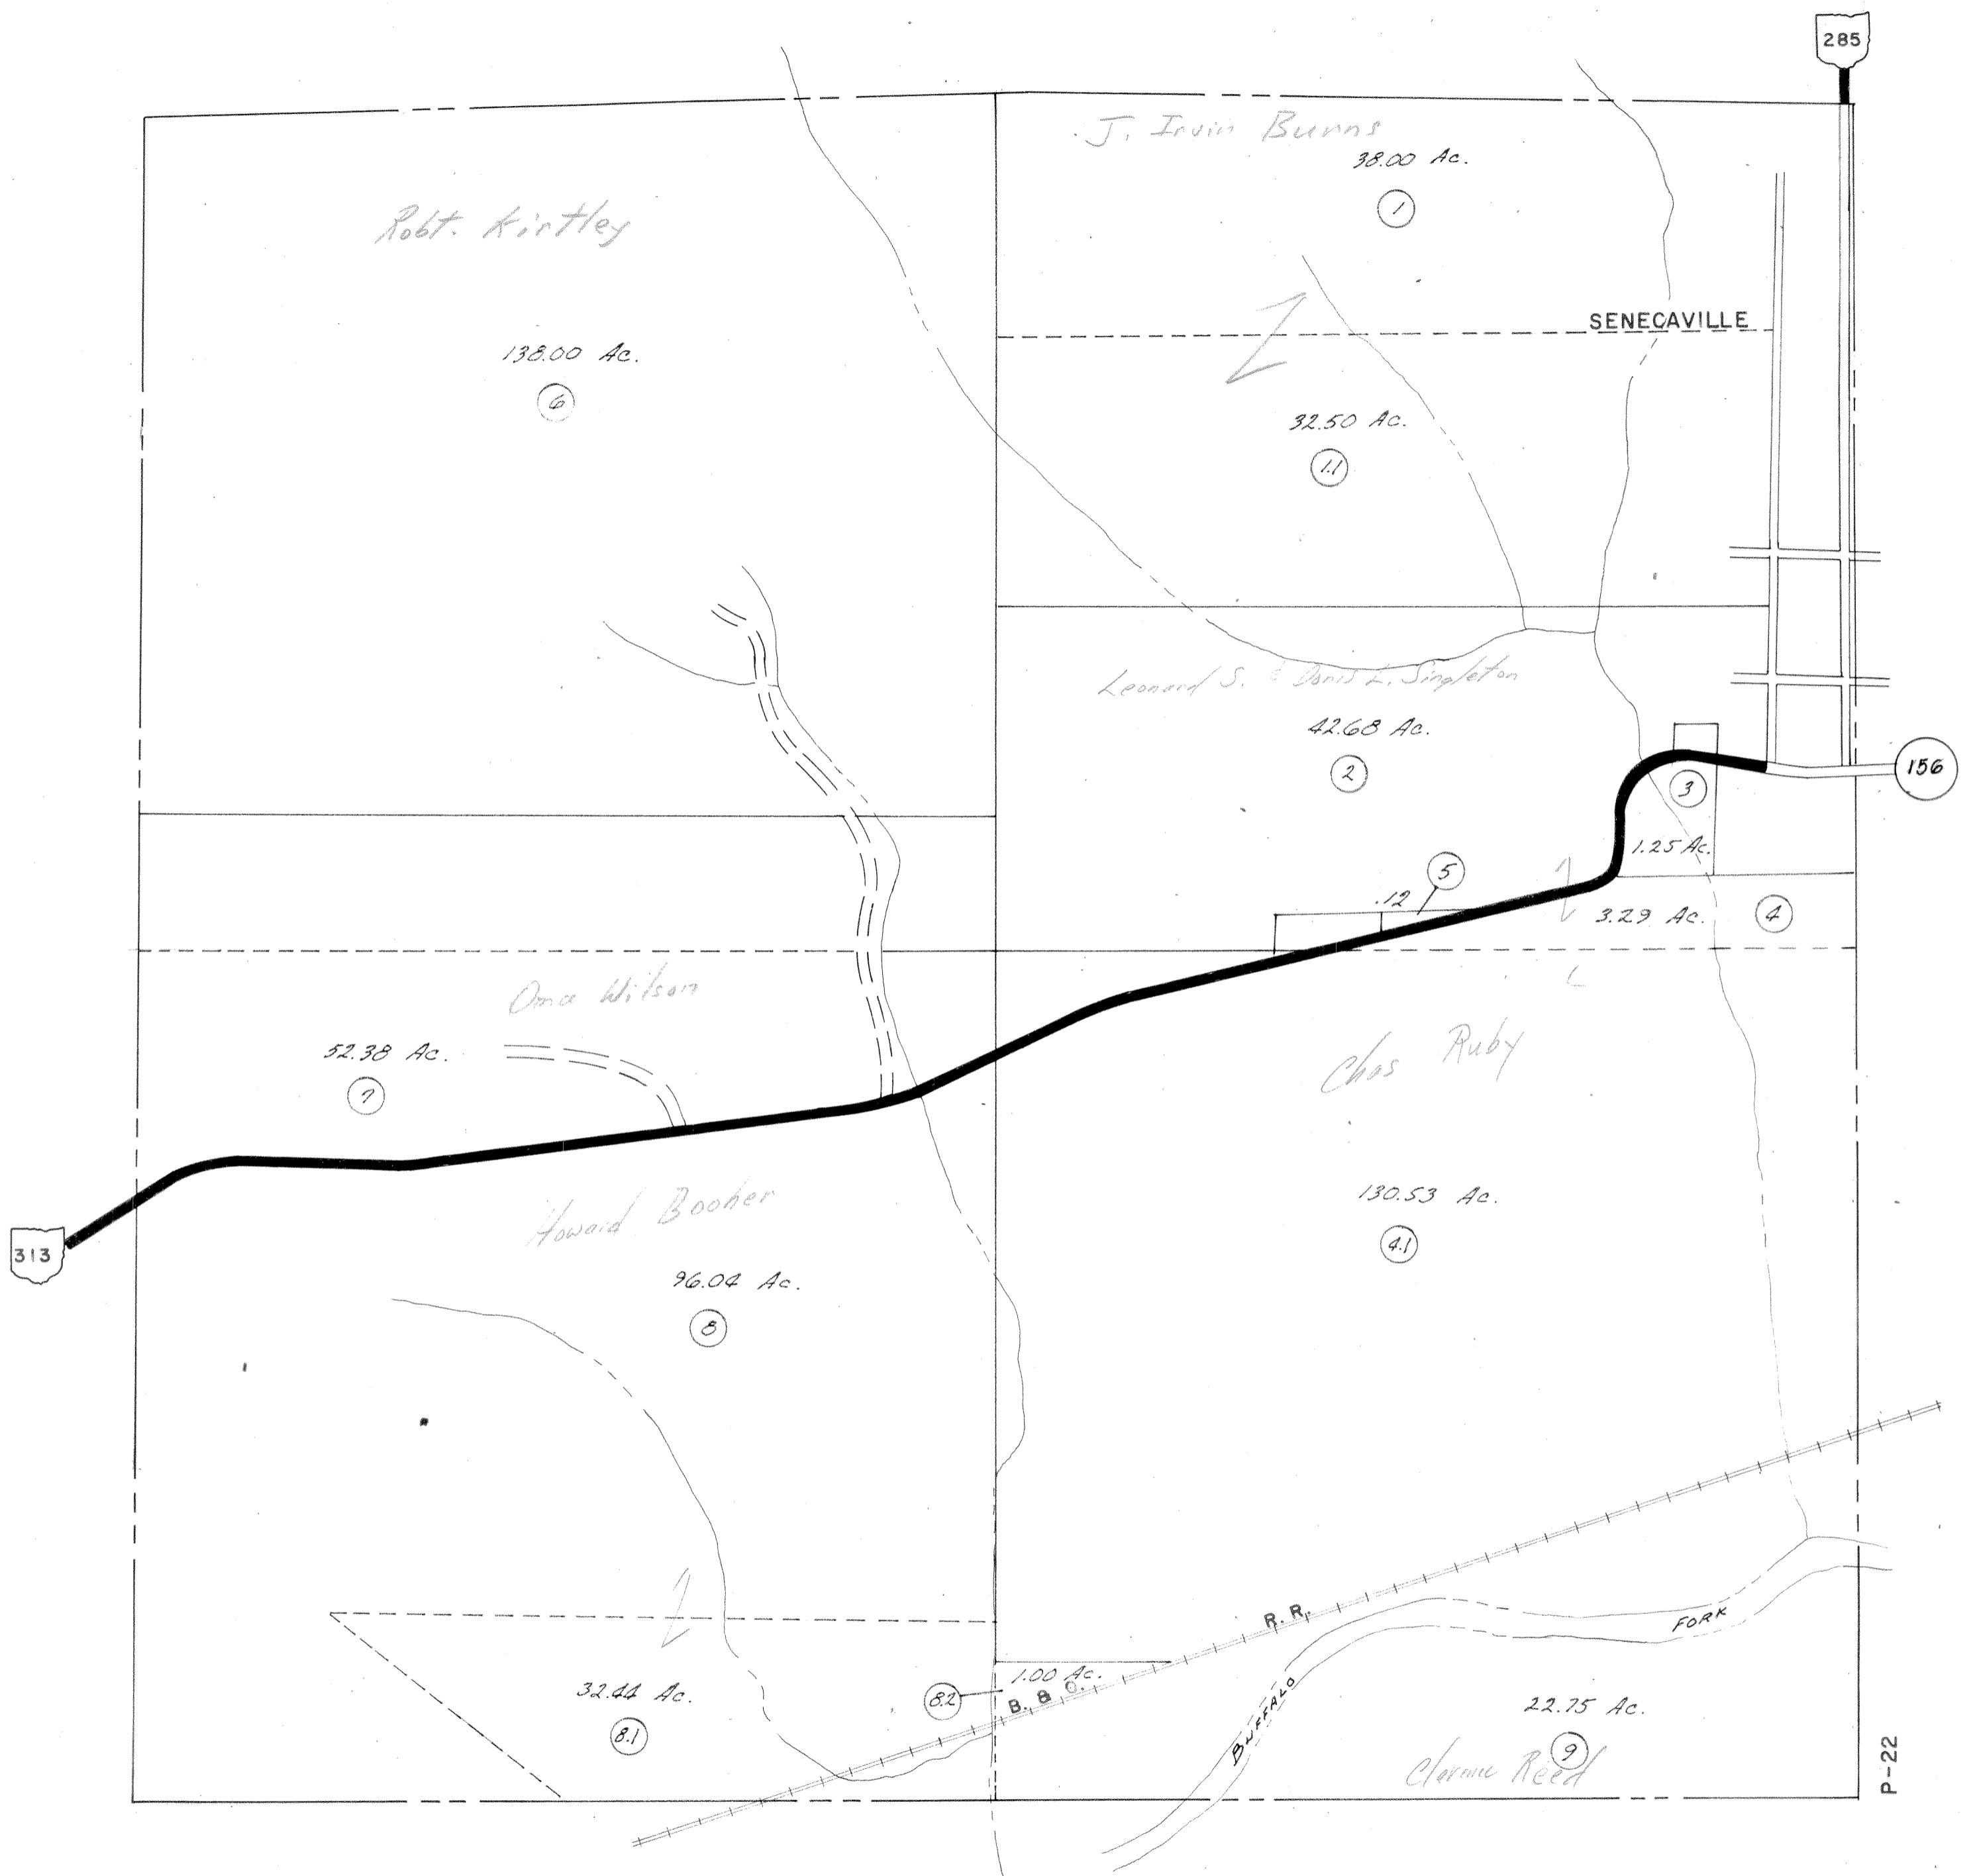 285
J. Irvin Burns
38.00 Ac.
1
Robt. Kirtley
138.00 Ac.
6
SENECAVILLE
32.50 Ac.
1.1
Leonard S. & Doris L. Singleton
42.68 Ac.
2
156
3
1.25 Ac.
5
.12
3.29 Ac.
4
Oma Wilson
52.38 Ac.
7
Chas Ruby
130.53 Ac.
4.1
313
Howard Booher
96.04 Ac.
8
R. R.
FORK
BUFFALO
1.00 Ac.
8.2
B. & O.
32.44 Ac.
8.1
22.75 Ac.
9
Clarence Reed
P-22